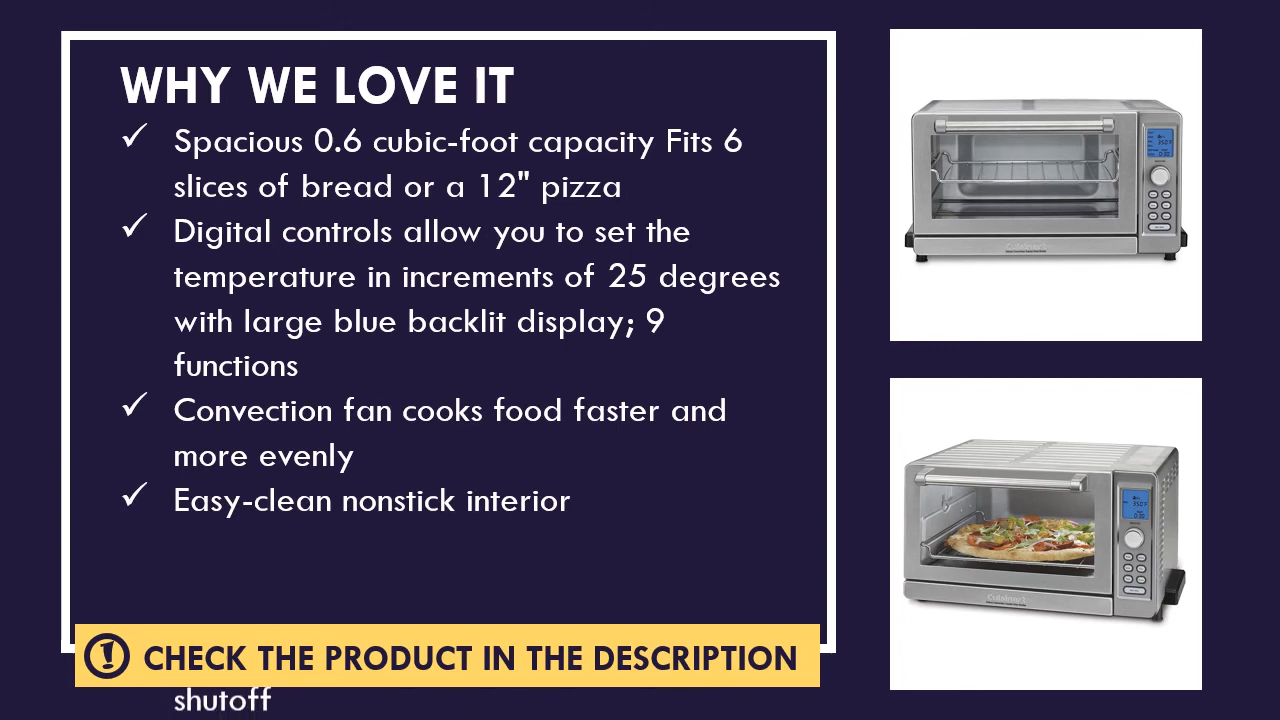 WHY WE LOVE IT
✓ Spacious 0.6 cubic-foot capacity Fits 6
slices of bread or a 12" pizza
✓ Digital controls allow you to set the
temperature in increments of 25 degrees
with large blue backlit display; 9
functions
✓ Convection fan cooks food faster and
more evenly
✓ Easy-clean nonstick interior
! CHECK THE PRODUCT IN THE DESCRIPTION
shutoff
Cuisinart
Cuisinart